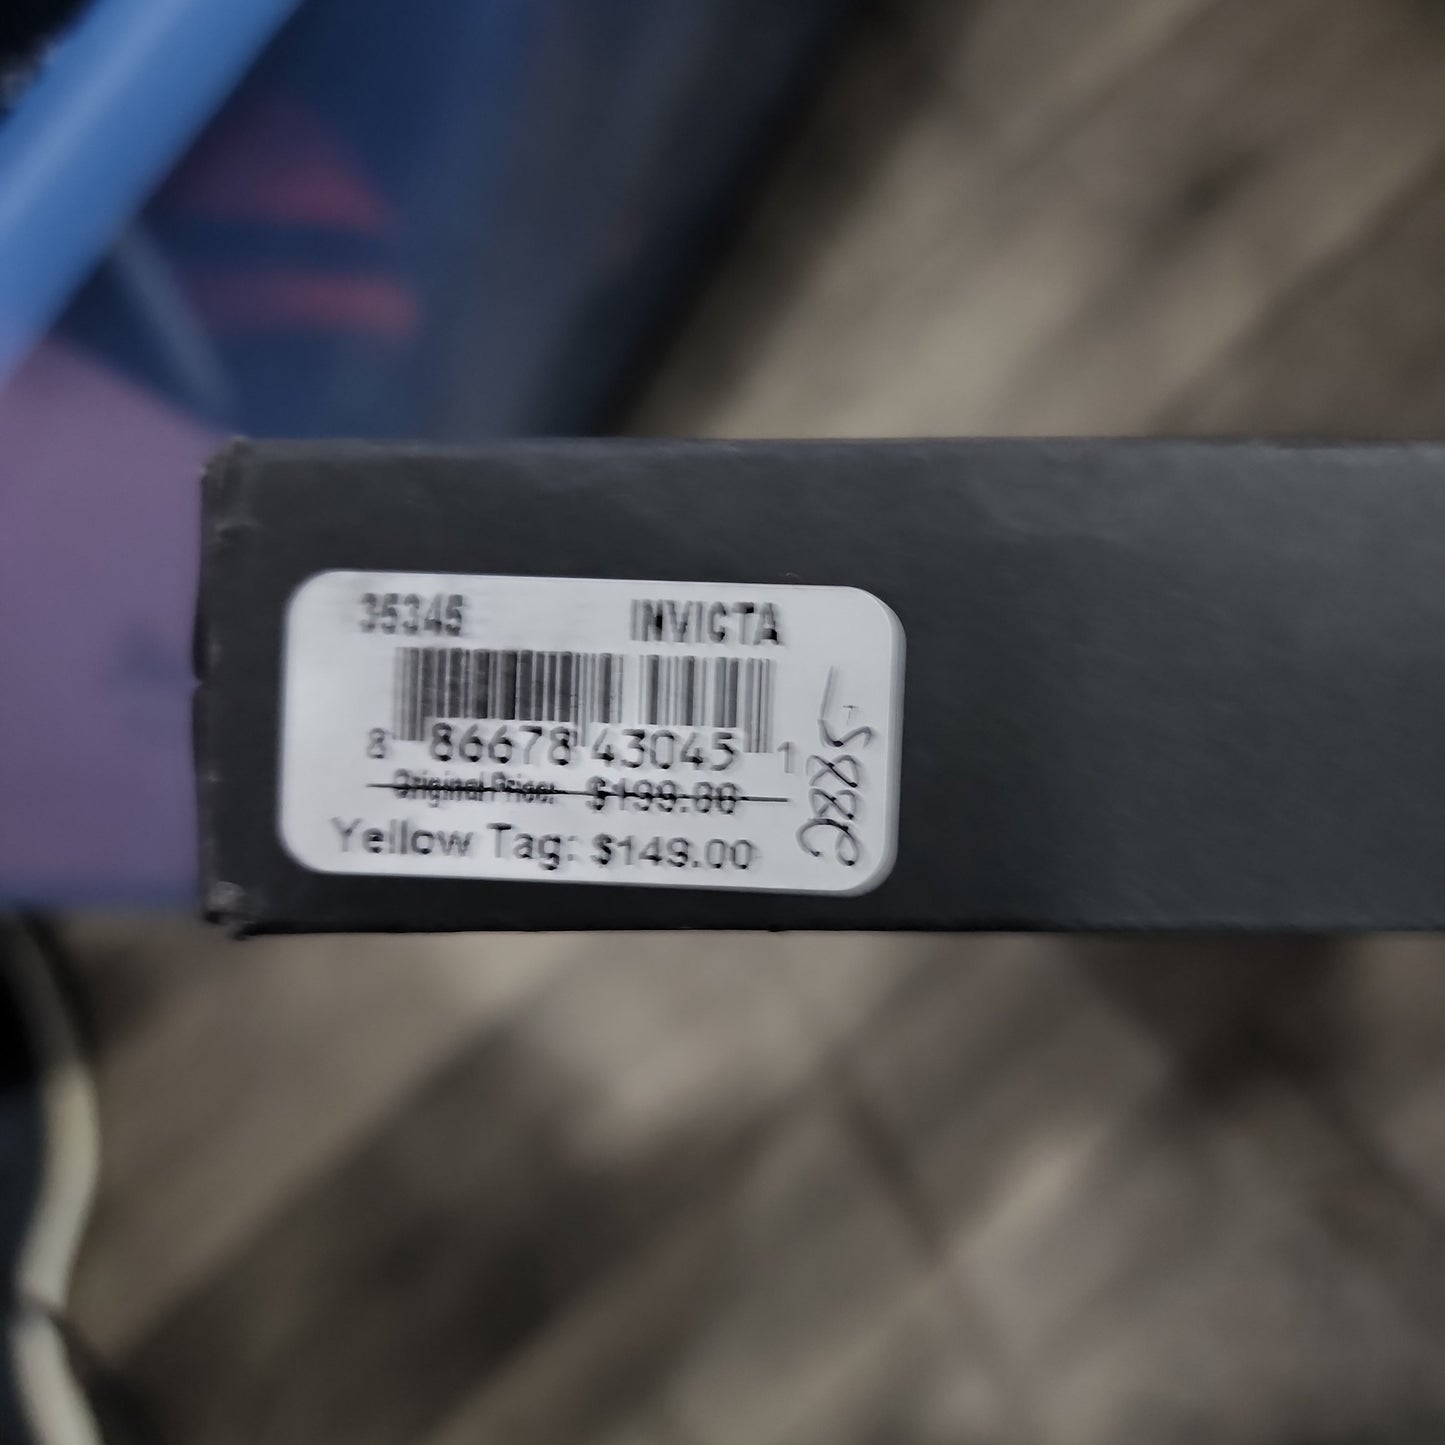 35345 INVICTA
8 86678 43045 1
Original Price: $199.00
Yellow Tag: $149.00